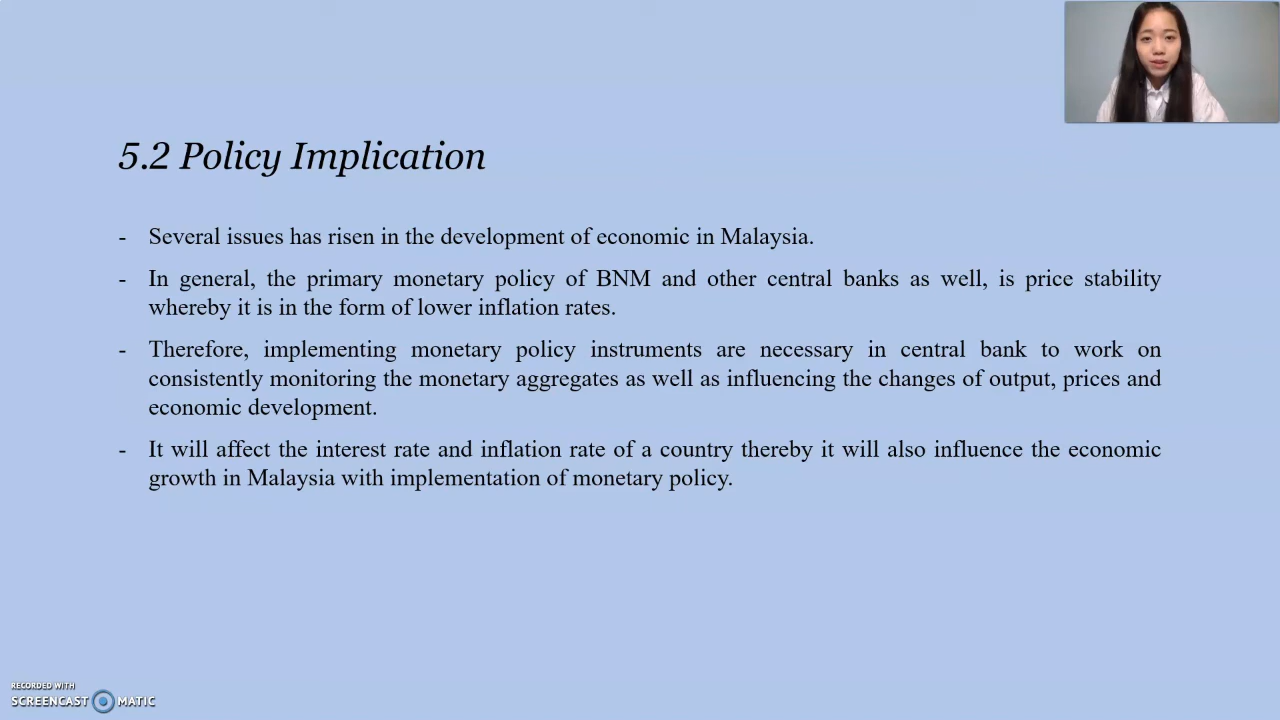 5.2 Policy Implication
- Several issues has risen in the development of economic in Malaysia.
- In general, the primary monetary policy of BNM and other central banks as well, is price stability
whereby it is in the form of lower inflation rates.
- Therefore, implementing monetary policy instruments are necessary in central bank to work on
consistently monitoring the monetary aggregates as well as influencing the changes of output, prices and
economic development.
- It will affect the interest rate and inflation rate of a country thereby it will also influence the economic
growth in Malaysia with implementation of monetary policy.
RECORDED WITH
SCREENCAST MATIC